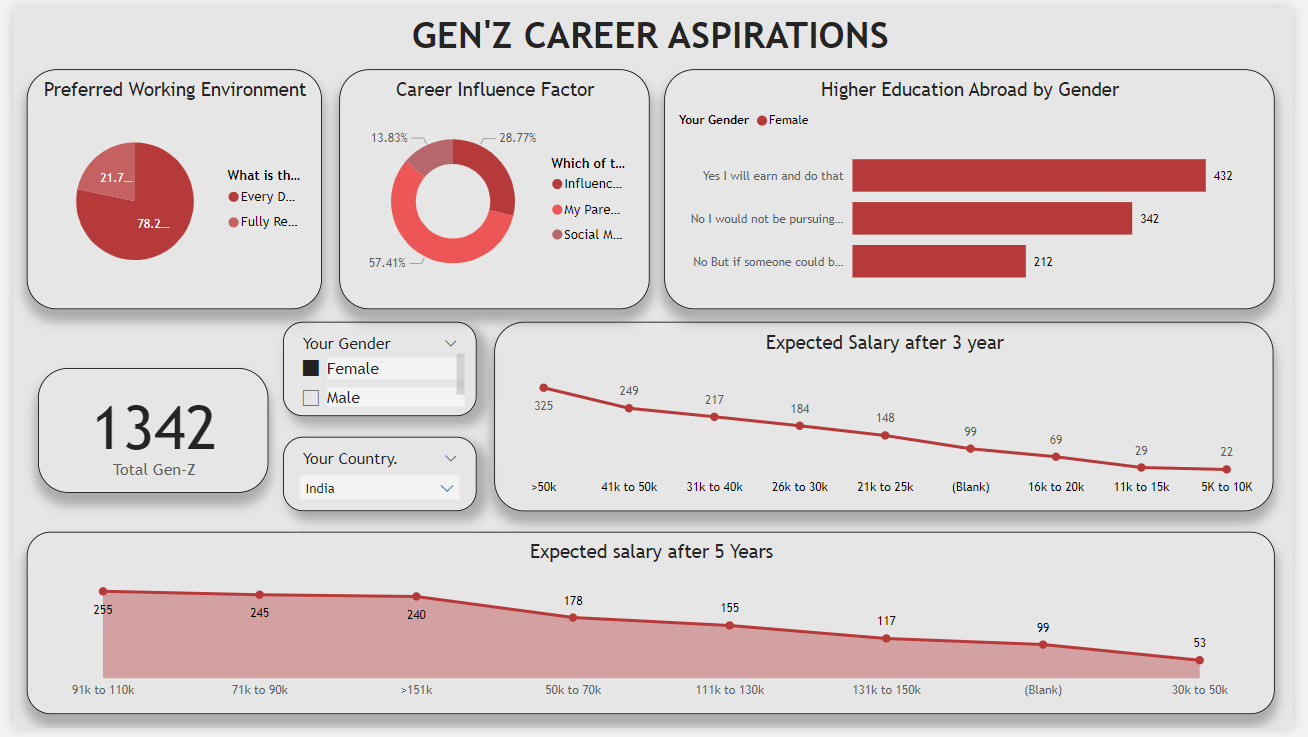 GEN'Z CAREER ASPIRATIONS
Preferred Working Environment
21.7...
78.2...
What is th...
Every D...
Fully Re...
Career Influence Factor
13.83%
28.77%
57.41%
Which of t...
Influenc...
My Pare...
Social M...
Higher Education Abroad by Gender
Your Gender Female
Yes I will earn and do that 432
No I would not be pursuing... 342
No But if someone could b... 212
1342
Total Gen-Z
Your Gender
Female
Male
Your Country.
India
Expected Salary after 3 year
325 249 217 184 148 99 69 29 22
>50k 41k to 50k 31k to 40k 26k to 30k 21k to 25k (Blank) 16k to 20k 11k to 15k 5K to 10K
Expected salary after 5 Years
255 245 240 178 155 117 99 53
91k to 110k 71k to 90k >151k 50k to 70k 111k to 130k 131k to 150k (Blank) 30k to 50k